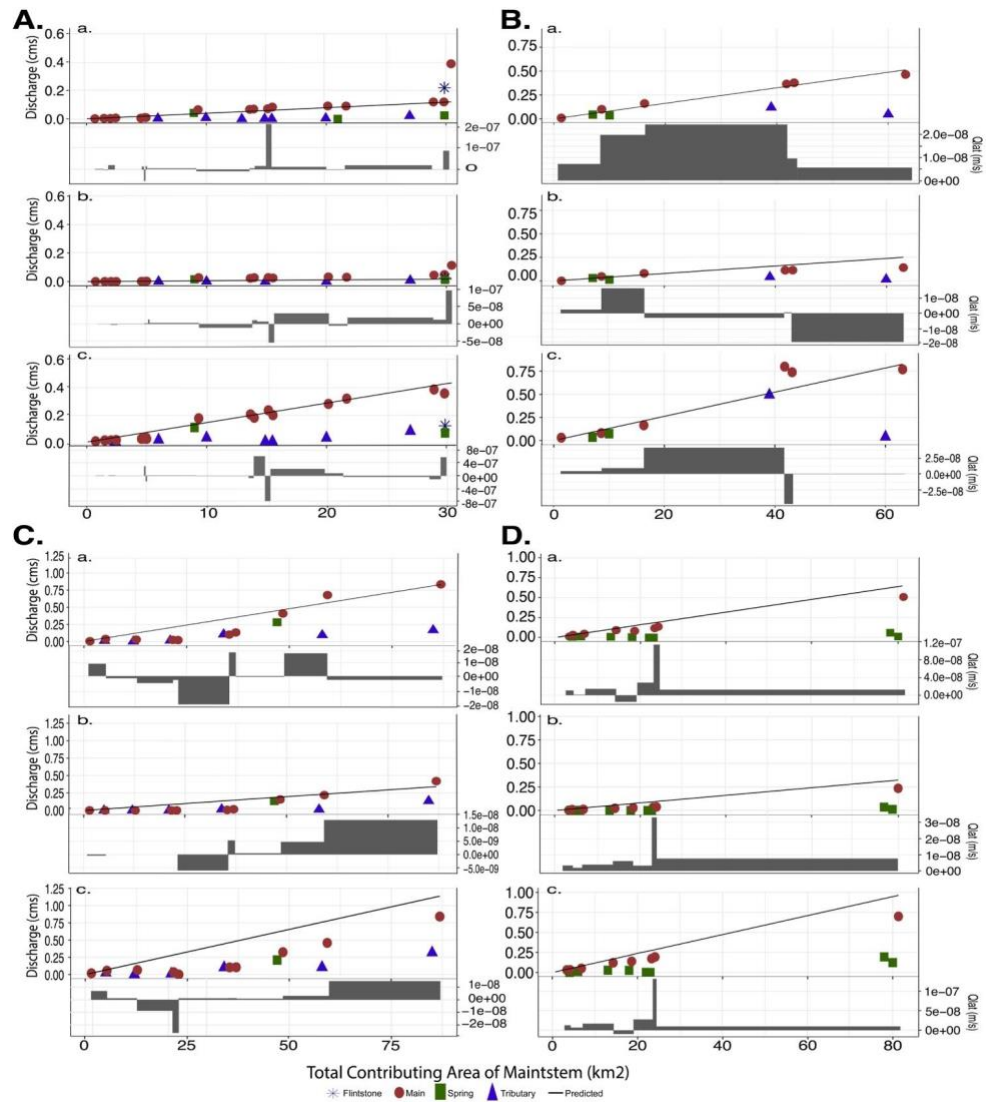 A. B.
a. a.
0.6 0.4 0.2 0.0
Discharge (cms)
2e-07 1e-07 0
0.75 0.50 0.25 0.00
2.0e-08 1.0e-08 0e+00
Qlat (m/s)
b. b.
0.6 0.4 0.2 0.0
Discharge (cms)
1e-07 5e-08 0e+00 -5e-08
0.75 0.50 0.25 0.00
1e-08 0e+00 -1e-08 -2e-08
Qlat (m/s)
c. c.
0.6 0.4 0.2 0.0
Discharge (cms)
8e-07 4e-07 0e+00 -4e-07 -8e-07
0.75 0.50 0.25 0.00
2.5e-08 0.0e+00 -2.5e-08
Qlat (m/s)
0 10 20 30 0 20 40 60
C. D.
a. a.
1.25 1.00 0.75 0.50 0.25 0.00
Discharge (cms)
2e-08 1e-08 0e+00 -1e-08 -2e-08
1.00 0.75 0.50 0.25 0.00
1.2e-07 8.0e-08 4.0e-08 0.0e+00
Qlat (m/s)
b. b.
1.25 1.00 0.75 0.50 0.25 0.00
Discharge (cms)
1.5e-08 1.0e-08 5.0e-09 0.0e+00 -5.0e-09
1.00 0.75 0.50 0.25 0.00
3e-08 2e-08 1e-08 0e+00
Qlat (m/s)
c. c.
1.25 1.00 0.75 0.50 0.25 0.00
Discharge (cms)
1e-08 0e+00 -1e-08 -2e-08
1.00 0.75 0.50 0.25 0.00
1e-07 5e-08 0e+00
Qlat (m/s)
0 25 50 75 0 20 40 60 80
Total Contributing Area of Maintstem (km2)
Flintstone Main Spring Tributary Predicted